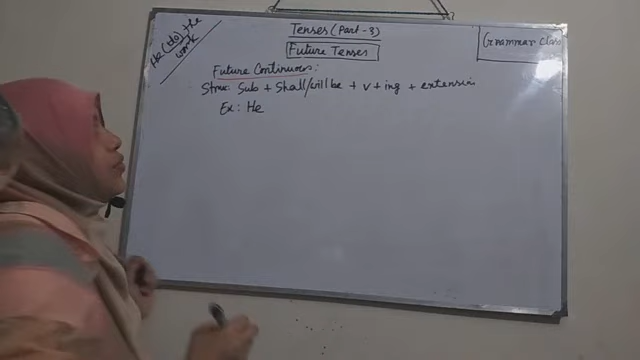 Tenses (Part-3)
Future Tenses
Grammar Class
He (do) the
work
Future Continuous:
Struc: Sub + Shall/will be + v + ing + extension
Ex: He